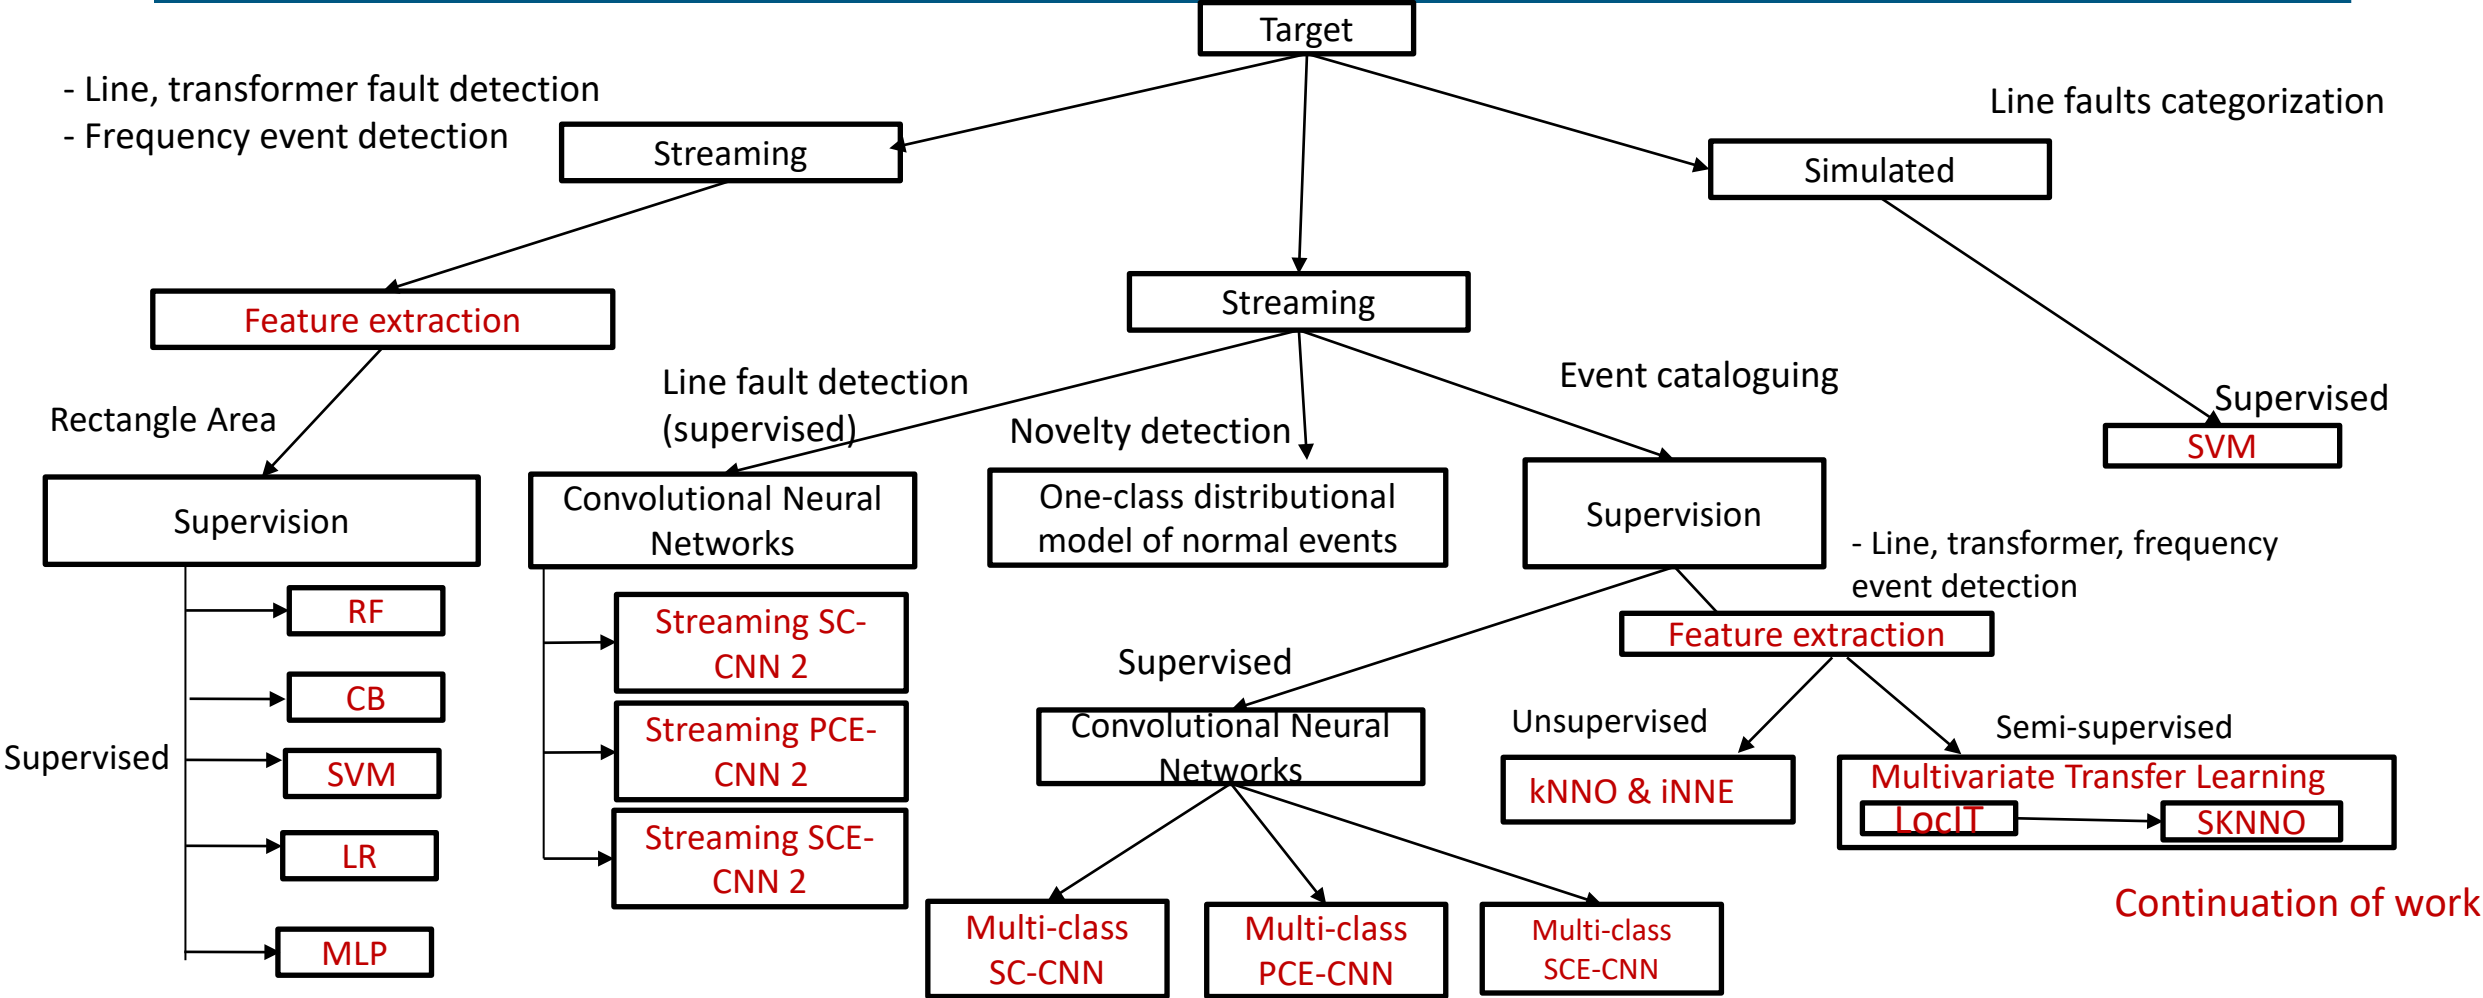 Target
- Line, transformer fault detection
- Frequency event detection
Streaming
Line faults categorization
Simulated
Feature extraction
Streaming
Rectangle Area
Line fault detection
(supervised)
Novelty detection
Event cataloguing
Supervised
SVM
Supervision
Convolutional Neural
Networks
One-class distributional
model of normal events
Supervision
- Line, transformer, frequency
event detection
Supervised
RF
CB
SVM
LR
MLP
Streaming SC-
CNN 2
Streaming PCE-
CNN 2
Streaming SCE-
CNN 2
Supervised
Convolutional Neural
Networks
Feature extraction
Unsupervised
kNNO & iNNE
Semi-supervised
Multivariate Transfer Learning
LocIT
SKNNO
Multi-class
SC-CNN
Multi-class
PCE-CNN
Multi-class
SCE-CNN
Continuation of work